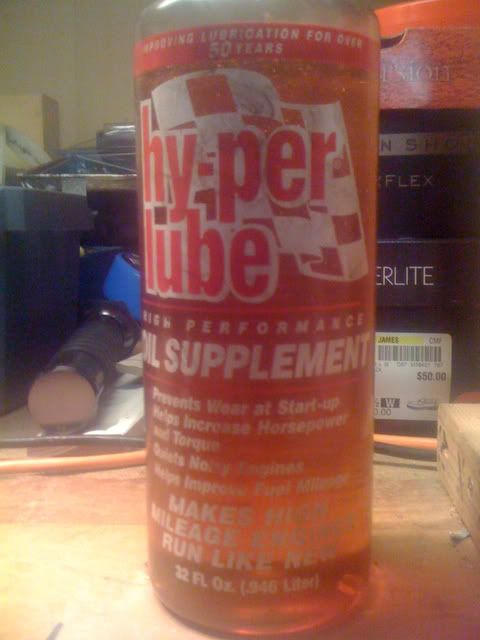 IMPROVING LUBRICATION FOR OVER
50 YEARS
hy-per
lube
HIGH PERFORMANCE
OIL SUPPLEMENT
Prevents Wear at Start-up
Helps Increase Horsepower
and Torque
Quiets Noisy Engines
Helps Improve Fuel Mileage
MAKES HIGH
MILEAGE ENGINES
RUN LIKE NEW
32 FL Oz. (.946 Liter)
N SHO
FLEX
ERLITE
JAMES CMF
$50.00
W